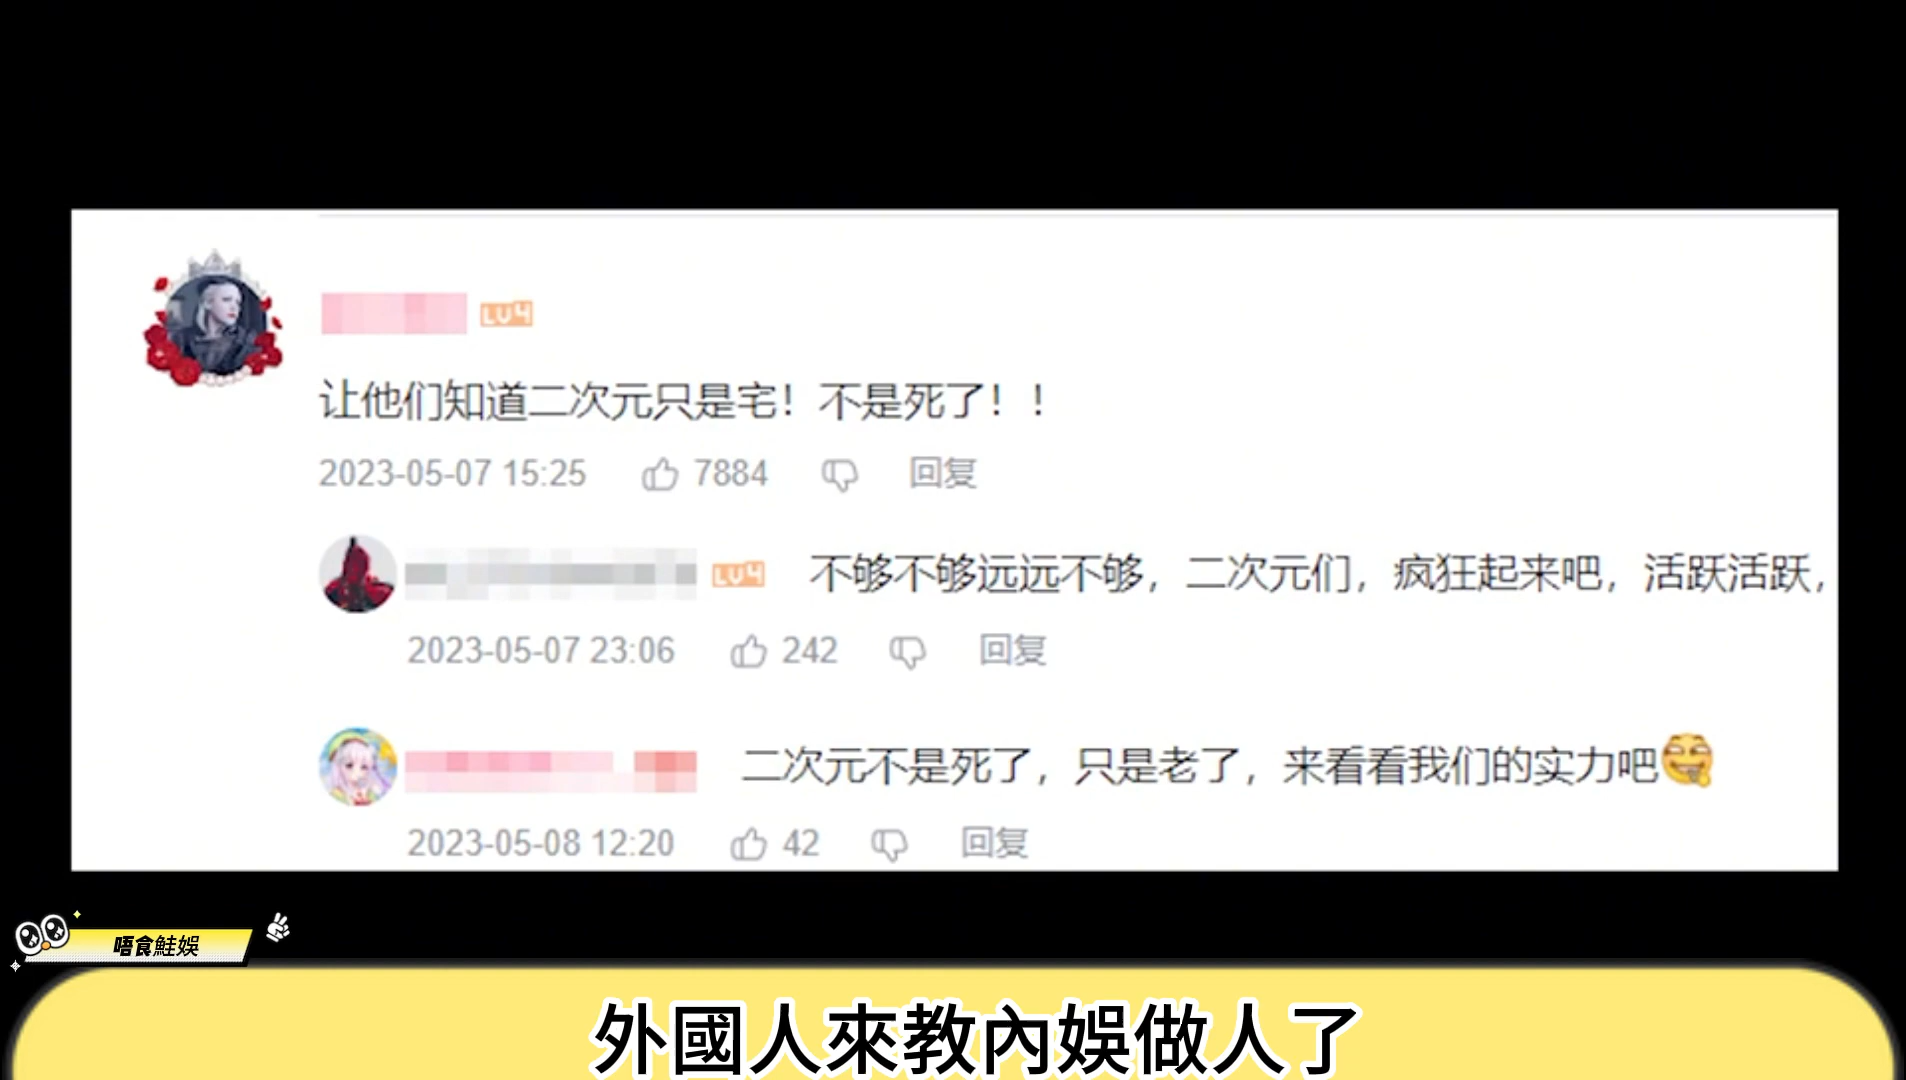 LV4
让他们知道二次元只是宅！不是死了！！
2023-05-07 15:25 7884 回复
LV4 不够不够远远不够，二次元们，疯狂起来吧，活跃活跃，
2023-05-07 23:06 242 回复
二次元不是死了，只是老了，来看看我们的实力吧
2023-05-08 12:20 42 回复
唔食鮭娛
外國人來教內娛做人了